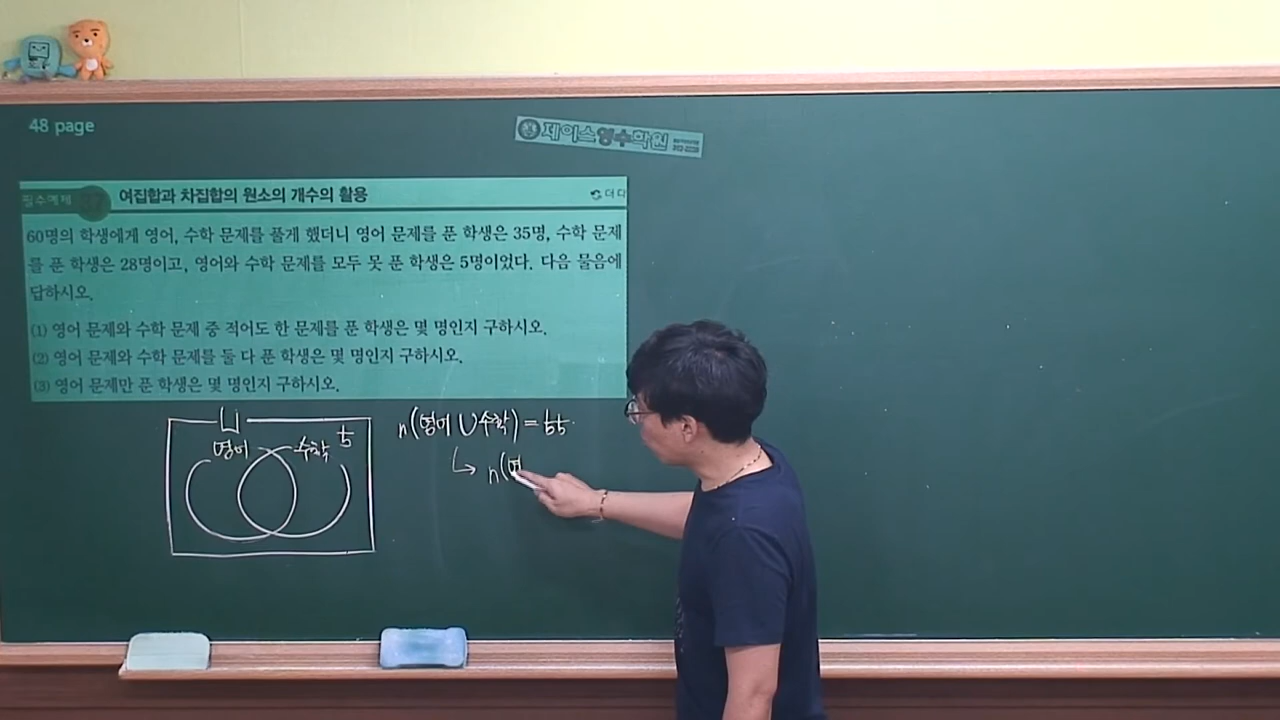 48 page
제이스영수학원
필수예제
여집합과 차집합의 원소의 개수의 활용
더 다
60명의 학생에게 영어, 수학 문제를 풀게 했더니 영어 문제를 푼 학생은 35명, 수학 문제
를 푼 학생은 28명이고, 영어와 수학 문제를 모두 못 푼 학생은 5명이었다. 다음 물음에
답하시오.
(1) 영어 문제와 수학 문제 중 적어도 한 문제를 푼 학생은 몇 명인지 구하시오.
(2) 영어 문제와 수학 문제를 둘 다 푼 학생은 몇 명인지 구하시오.
(3) 영어 문제만 푼 학생은 몇 명인지 구하시오.
U
영어 수학 5
n(영어 ∪ 수학) = 55.
↳ n(영